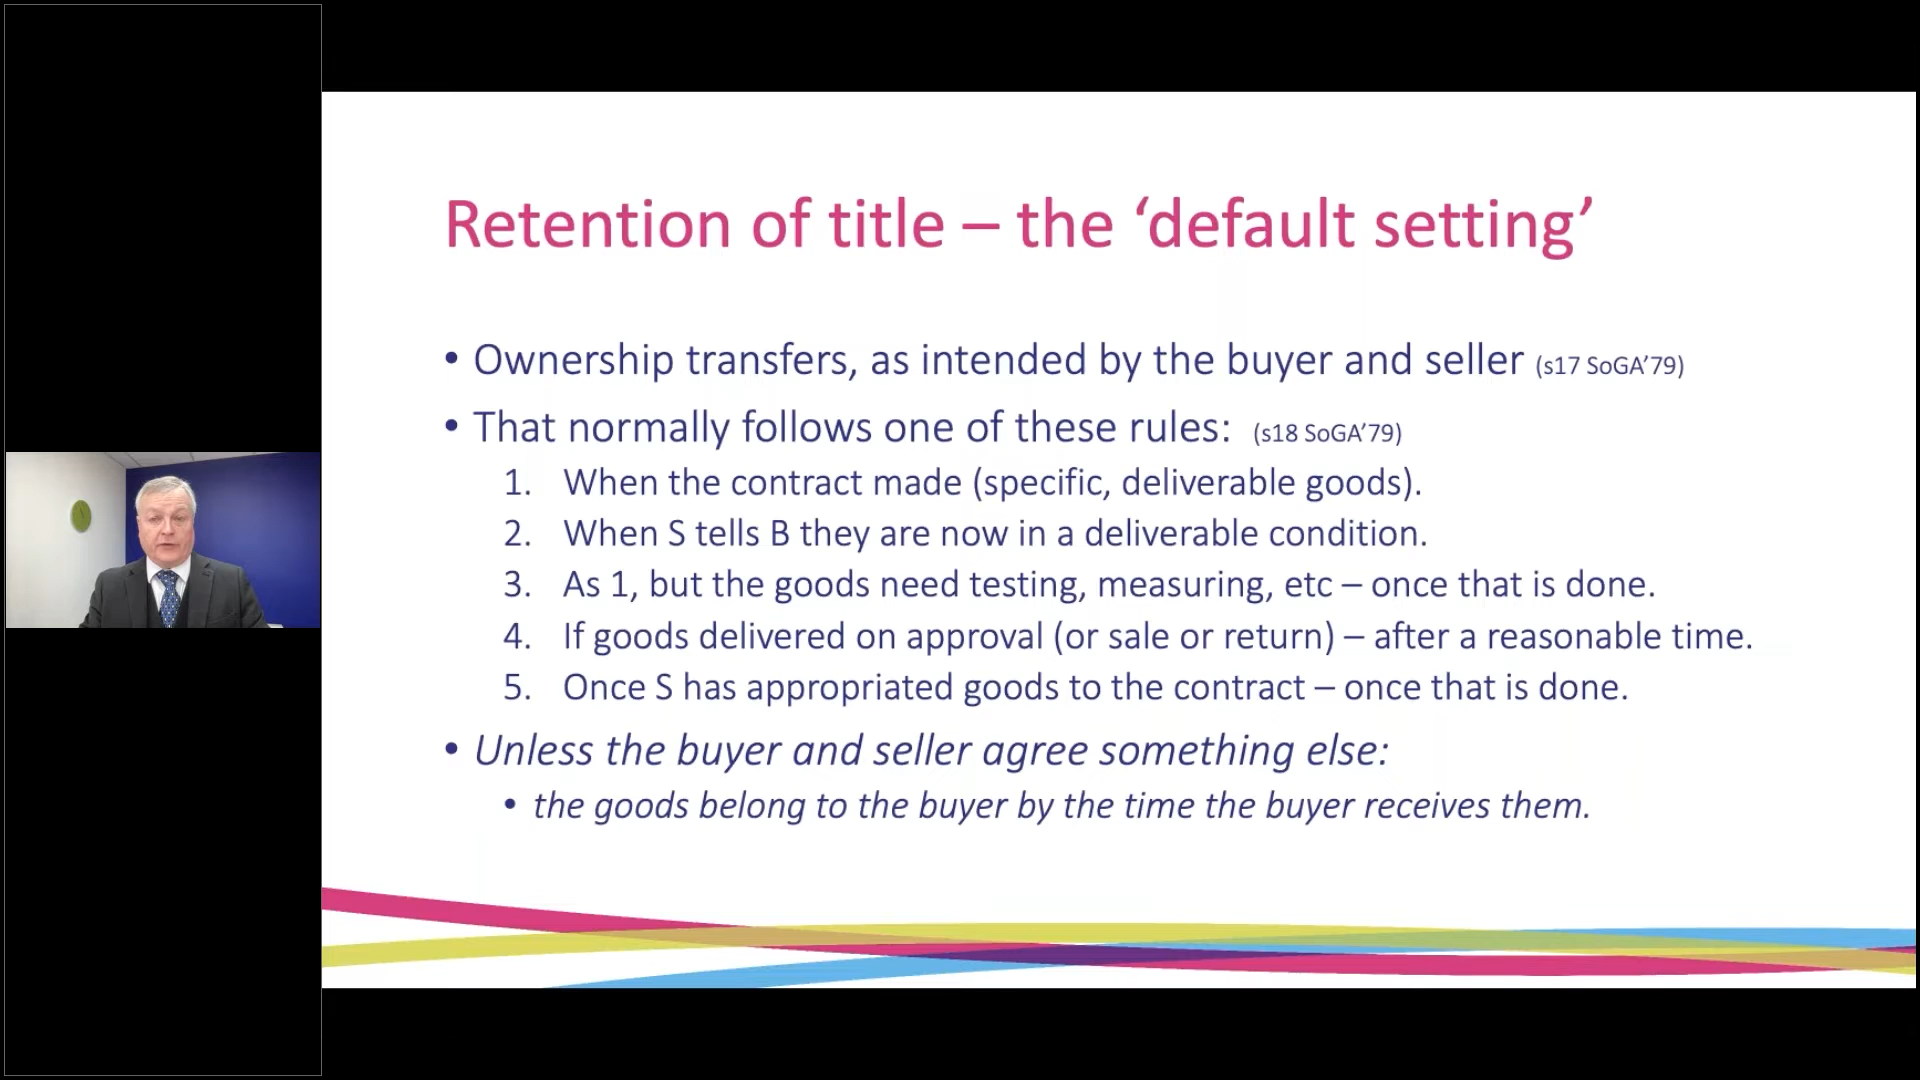 Retention of title – the ‘default setting’
• Ownership transfers, as intended by the buyer and seller (s17 SoGA’79)
• That normally follows one of these rules: (s18 SoGA’79)
1. When the contract made (specific, deliverable goods).
2. When S tells B they are now in a deliverable condition.
3. As 1, but the goods need testing, measuring, etc – once that is done.
4. If goods delivered on approval (or sale or return) – after a reasonable time.
5. Once S has appropriated goods to the contract – once that is done.
• Unless the buyer and seller agree something else:
• the goods belong to the buyer by the time the buyer receives them.